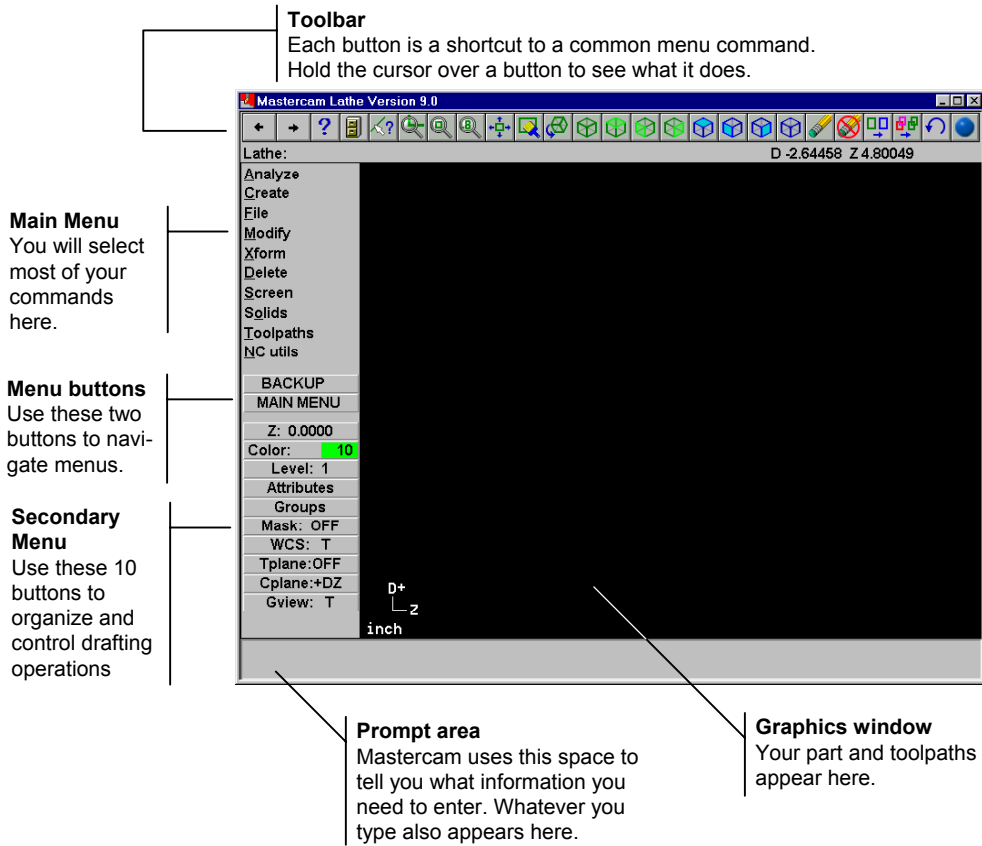 Toolbar
Each button is a shortcut to a common menu command.
Hold the cursor over a button to see what it does.
Mastercam Lathe Version 9.0
Lathe:
D -2.64458 Z 4.80049
Analyze
Create
File
Modify
Xform
Delete
Screen
Solids
Toolpaths
NC utils
BACKUP
MAIN MENU
Z: 0.0000
Color: 10
Level: 1
Attributes
Groups
Mask: OFF
WCS: T
Tplane:OFF
Cplane:+DZ
Gview: T
D+
Z
inch
Main Menu
You will select
most of your
commands
here.
Menu buttons
Use these two
buttons to navi-
gate menus.
Secondary
Menu
Use these 10
buttons to
organize and
control drafting
operations
Prompt area
Mastercam uses this space to
tell you what information you
need to enter. Whatever you
type also appears here.
Graphics window
Your part and toolpaths
appear here.